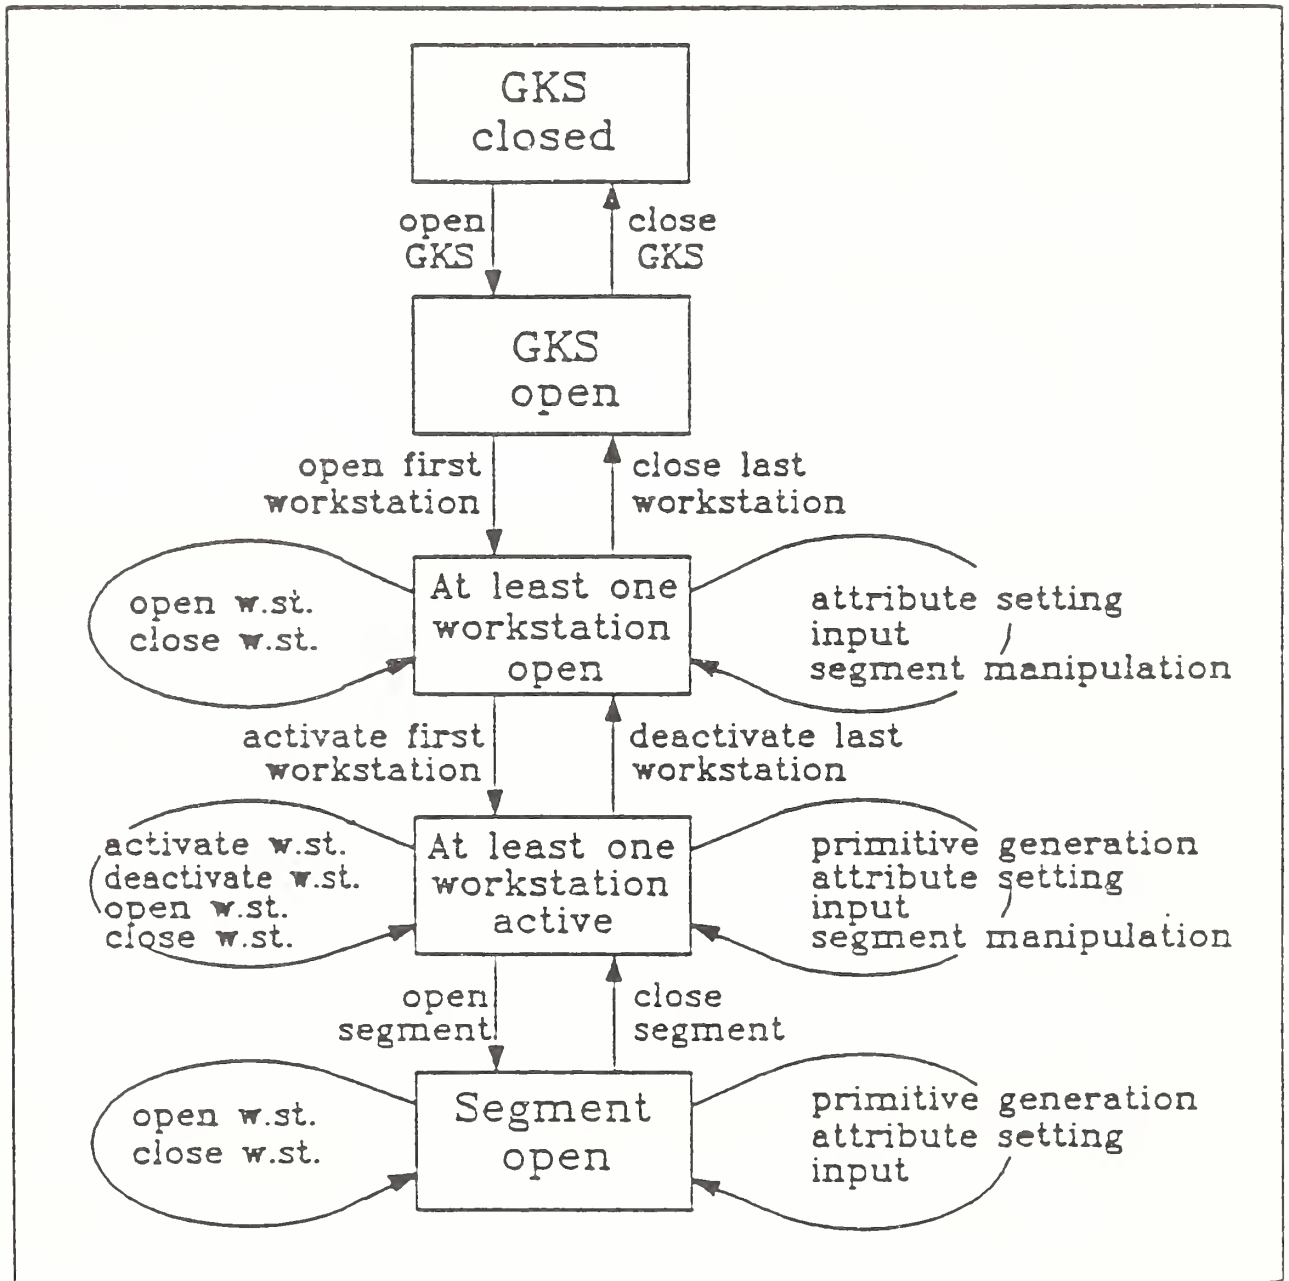 GKS
closed
open
GKS
close
GKS
GKS
open
open first
workstation
close last
workstation
open w.st.
close w.st.
At least one
workstation
open
attribute setting
input
segment manipulation
activate first
workstation
deactivate last
workstation
activate w.st.
deactivate w.st.
open w.st.
close w.st.
At least one
workstation
active
primitive generation
attribute setting
input
segment manipulation
open
segment
close
segment
open w.st.
close w.st.
Segment
open
primitive generation
attribute setting
input